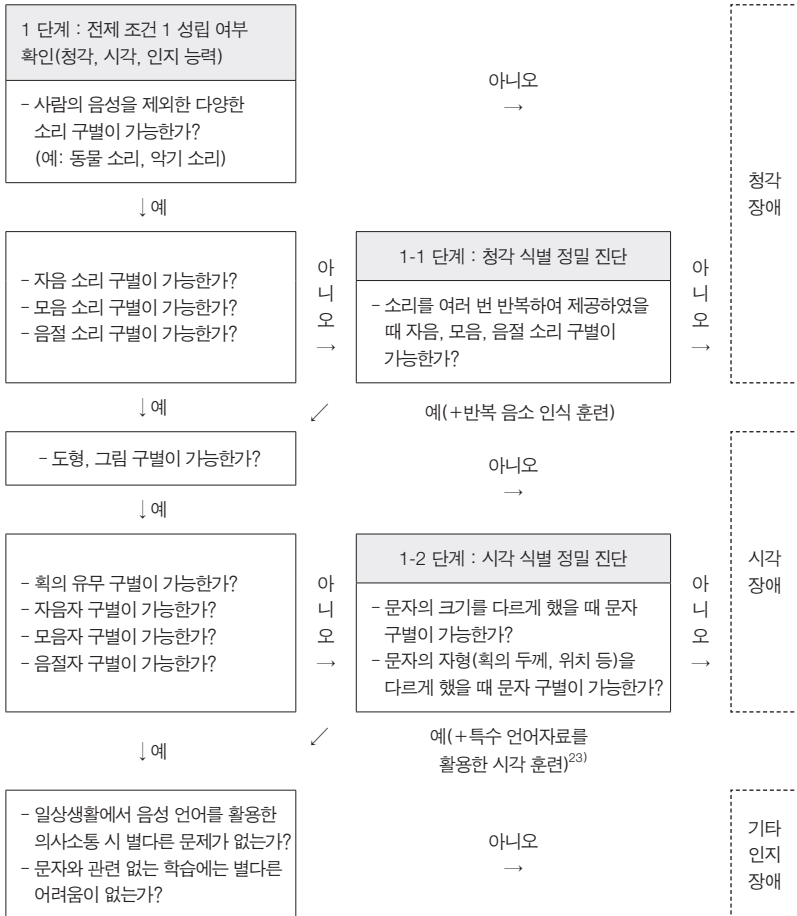 1 단계 : 전제 조건 1 성립 여부
확인(청각, 시각, 인지 능력)
- 사람의 음성을 제외한 다양한
소리 구별이 가능한가?
(예: 동물 소리, 악기 소리)
아니오
→
청각
장애
↓예
- 자음 소리 구별이 가능한가?
- 모음 소리 구별이 가능한가?
- 음절 소리 구별이 가능한가?
아
니
오
→
1-1 단계 : 청각 식별 정밀 진단
- 소리를 여러 번 반복하여 제공하였을
때 자음, 모음, 음절 소리 구별이
가능한가?
아
니
오
→
↓예
↙
예(+반복 음소 인식 훈련)
- 도형, 그림 구별이 가능한가?
아니오
→
시각
장애
↓예
- 획의 유무 구별이 가능한가?
- 자음자 구별이 가능한가?
- 모음자 구별이 가능한가?
- 음절자 구별이 가능한가?
아
니
오
→
1-2 단계 : 시각 식별 정밀 진단
- 문자의 크기를 다르게 했을 때 문자
구별이 가능한가?
- 문자의 자형(획의 두께, 위치 등)을
다르게 했을 때 문자 구별이 가능한가?
아
니
오
→
↓예
↙
예(+특수 언어자료를
활용한 시각 훈련)23)
- 일상생활에서 음성 언어를 활용한
의사소통 시 별다른 문제가 없는가?
- 문자와 관련 없는 학습에는 별다른
어려움이 없는가?
아니오
→
기타
인지
장애